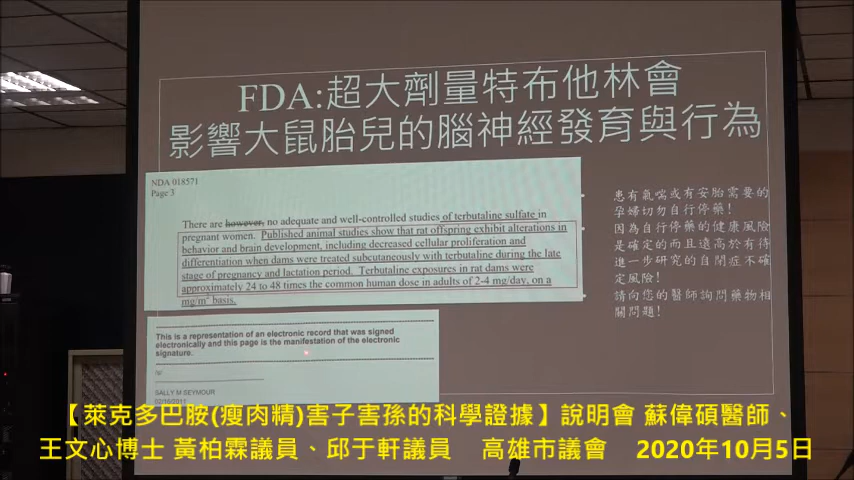 FDA:超大劑量特布他林會
影響大鼠胎兒的腦神經發育與行為
NDA 018571
Page 3
There are however, no adequate and well-controlled studies of terbutaline sulfate in
pregnant women. Published animal studies show that rat offspring exhibit alterations in
behavior and brain development, including decreased cellular proliferation and
differentiation when dams were treated subcutaneously with terbutaline during the late
stage of pregnancy and lactation period. Terbutaline exposures in rat dams were
approximately 24 to 48 times the common human dose in adults of 2-4 mg/day, on a
mg/m² basis.
This is a representation of an electronic record that was signed
electronically and this page is the manifestation of the electronic
signature.
/s/
SALLY M SEYMOUR
患有氣喘或有安胎需要的
孕婦切勿自行停藥!
因為自行停藥的健康風險
是確定的而且遠高於有待
進一步研究的自閉症不確
定風險!
請向您的醫師詢問藥物相
關問題!
【萊克多巴胺(瘦肉精)害子害孫的科學證據】說明會 蘇偉碩醫師、
王文心博士 黃柏霖議員、邱于軒議員 高雄市議會 2020年10月5日